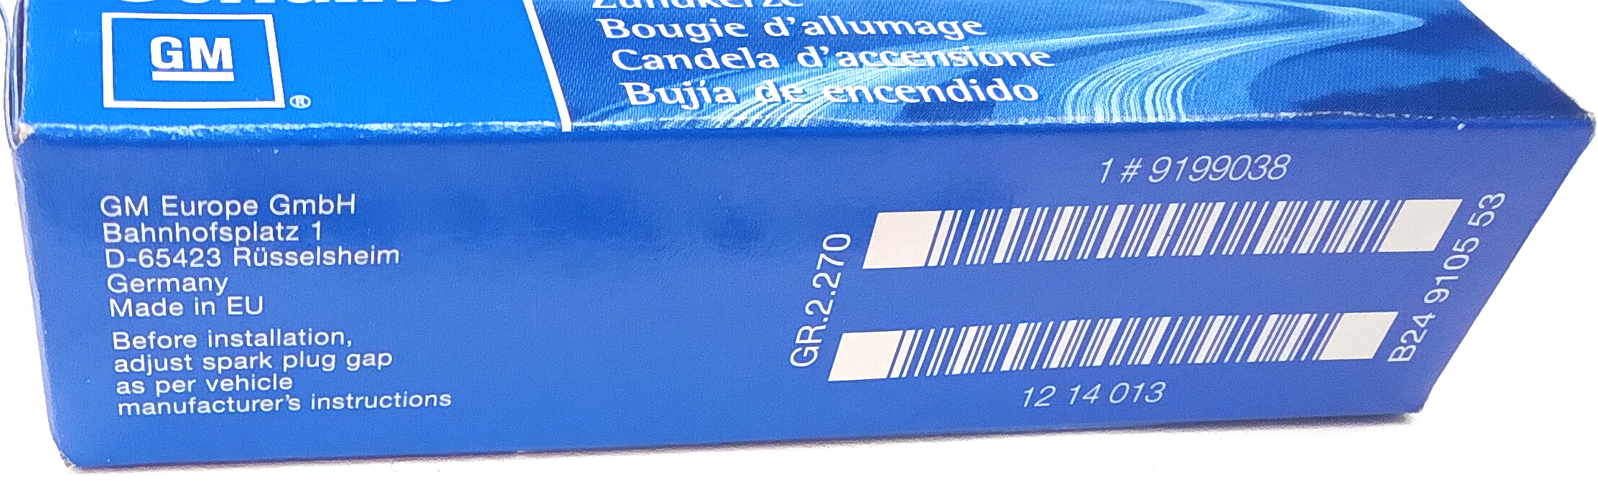 Genuine
GM
®
Zündkerze
Bougie d'allumage
Candela d'accensione
Bujía de encendido
GM Europe GmbH
Bahnhofsplatz 1
D-65423 Rüsselsheim
Germany
Made in EU
Before installation,
adjust spark plug gap
as per vehicle
manufacturer's instructions
1 # 9199038
GR.2.270
B24 9105 53
12 14 013